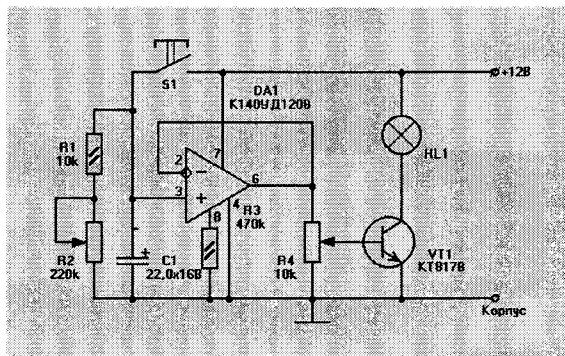 S1
DA1
К140УД1208
+12В
R1
10k
2
7
3
6
8
4
HL1
R3
470k
R2
220k
C1
22,0x16В
R4
10k
VT1
КТ817В
Корпус